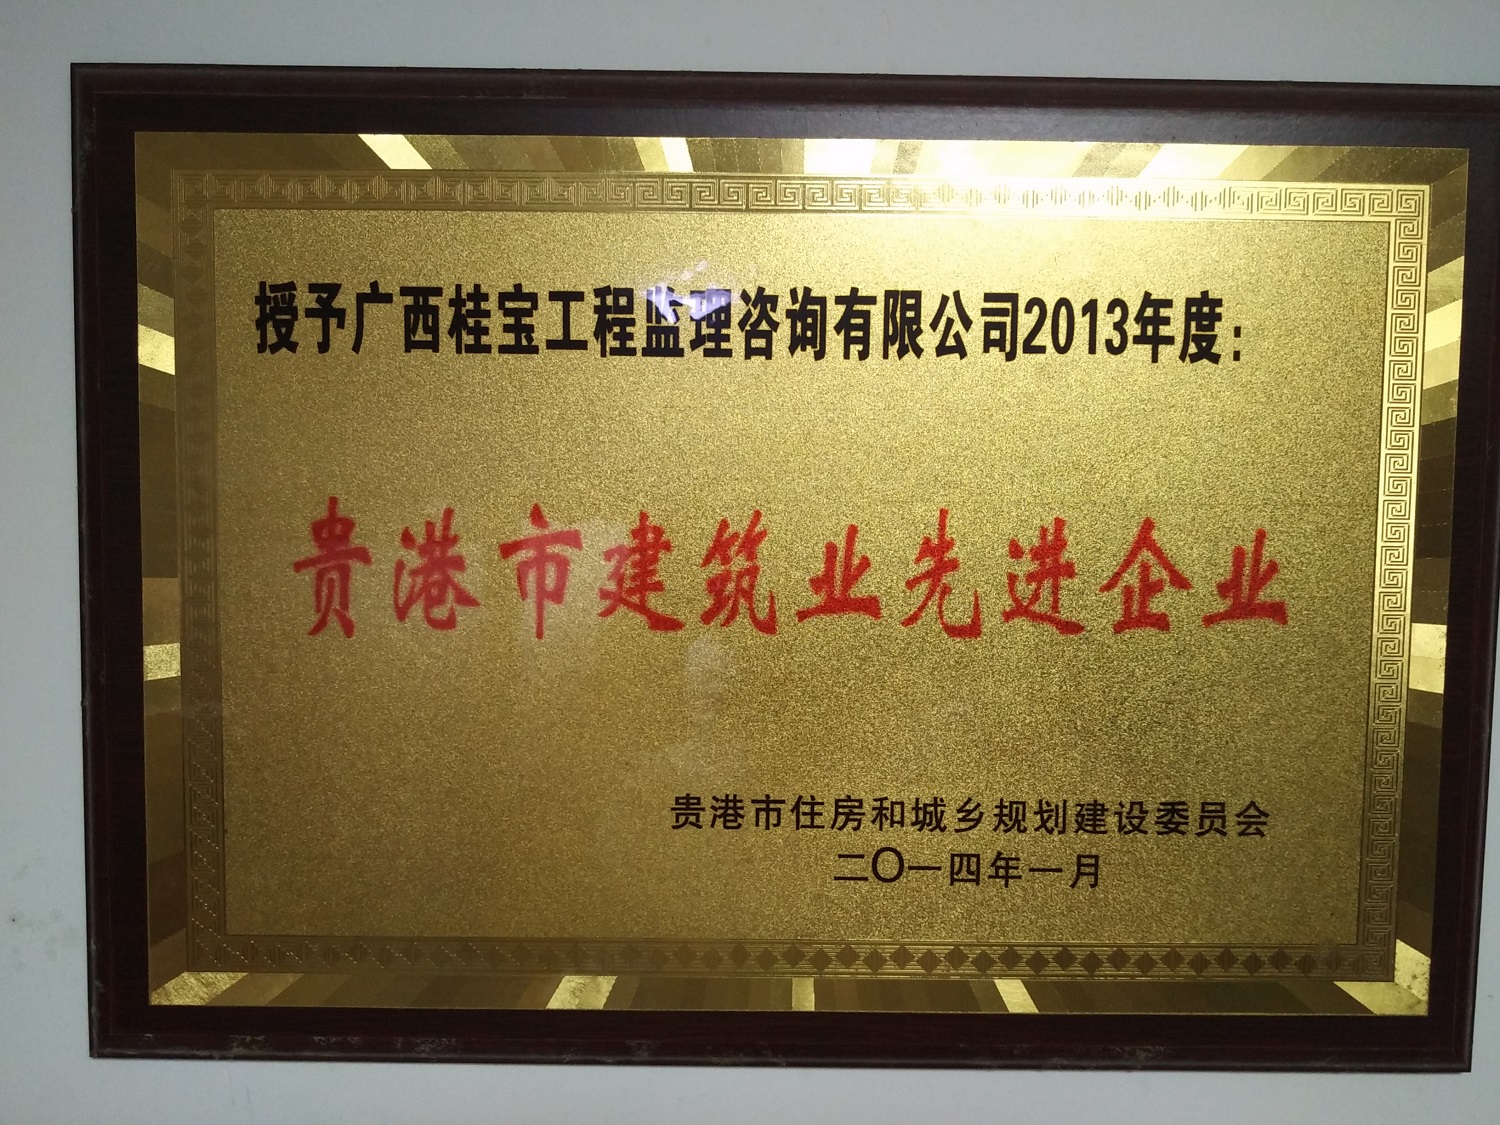 授予广西桂宝工程监理咨询有限公司2013年度：
贵港市建筑业先进企业
贵港市住房和城乡规划建设委员会
二〇一四年一月